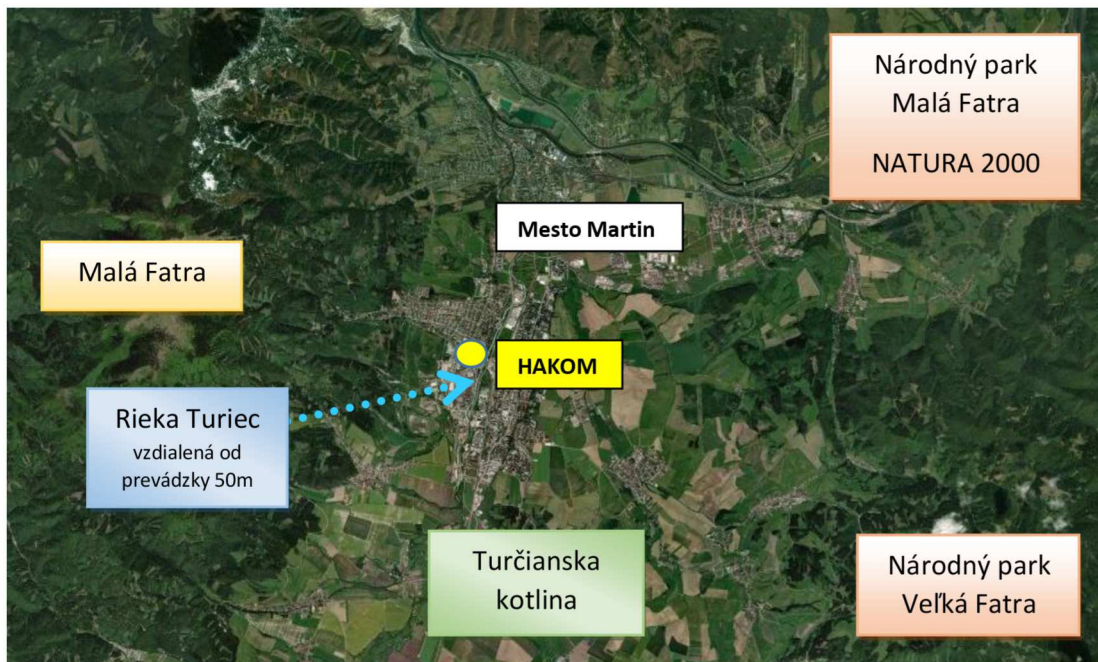 Národný park
Malá Fatra
NATURA 2000
Mesto Martin
Malá Fatra
HAKOM
Rieka Turiec
vzdialená od
prevádzky 50m
Turčianska
kotlina
Národný park
Veľká Fatra